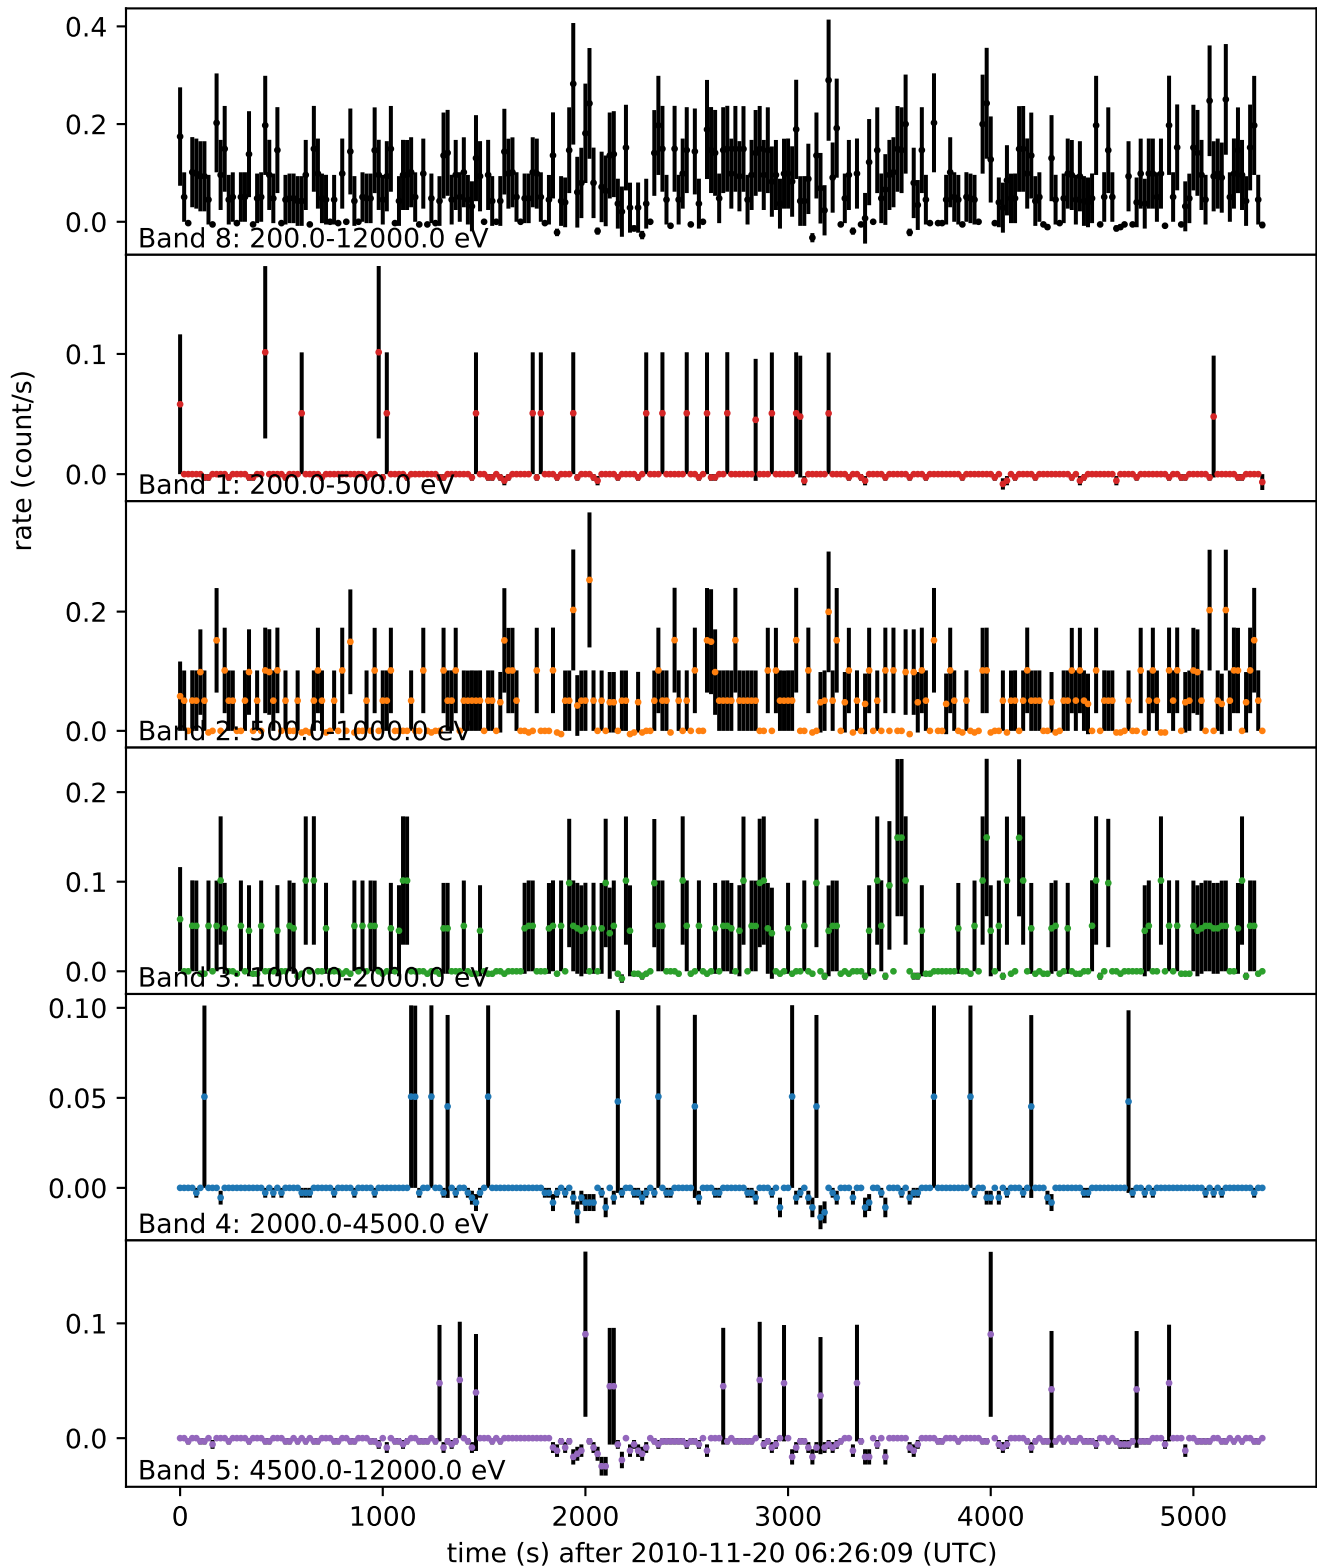 0.4
0.2
0.0
Band 8: 200.0-12000.0 eV
0.1
0.0
Band 1: 200.0-500.0 eV
rate (count/s)
0.2
0.0
Band 2: 500.0-1000.0 eV
0.2
0.1
0.0
Band 3: 1000.0-2000.0 eV
0.10
0.05
0.00
Band 4: 2000.0-4500.0 eV
0.1
0.0
Band 5: 4500.0-12000.0 eV
0 1000 2000 3000 4000 5000
time (s) after 2010-11-20 06:26:09 (UTC)